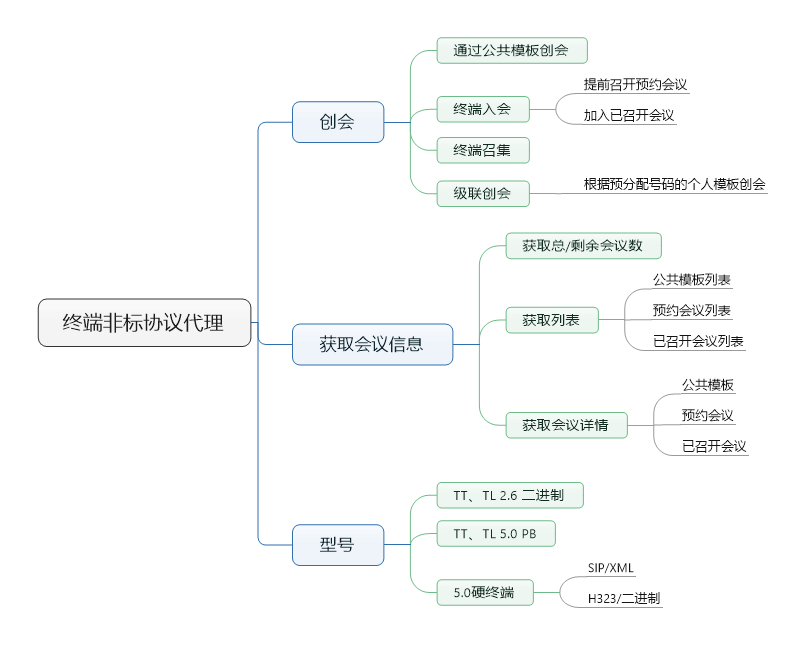 终端非标协议代理
创会
通过公共模板创会
终端入会
提前召开预约会议
加入已召开会议
终端召集
级联创会
根据预分配号码的个人模板创会
获取会议信息
获取总/剩余会议数
获取列表
公共模板列表
预约会议列表
已召开会议列表
获取会议详情
公共模板
预约会议
已召开会议
型号
TT、TL 2.6 二进制
TT、TL 5.0 PB
5.0硬终端
SIP/XML
H323/二进制